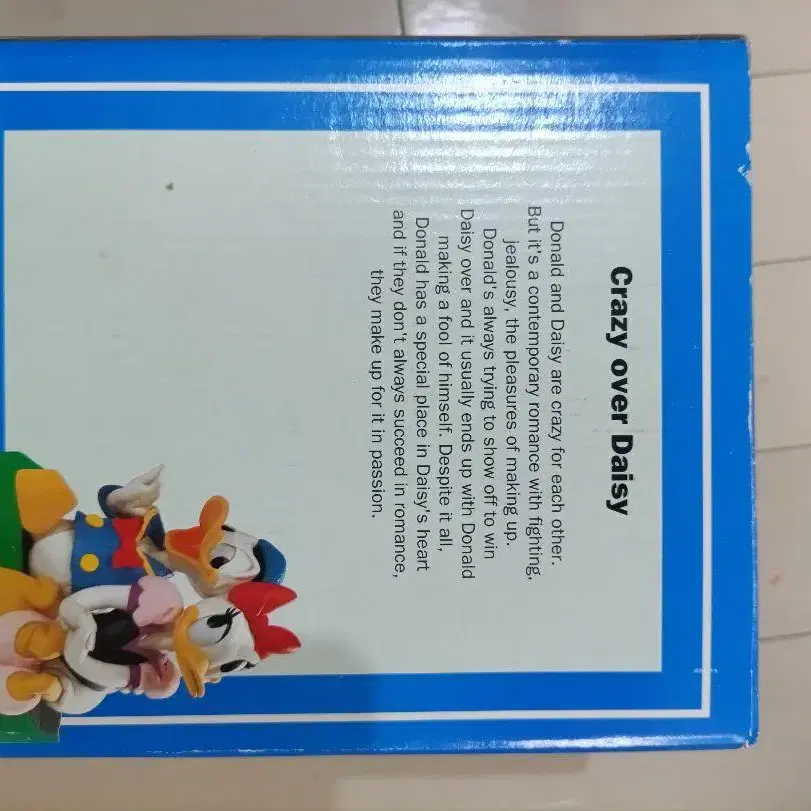 Crazy over Daisy
Donald and Daisy are crazy for each other.
But it's a contemporary romance with fighting,
jealousy, the pleasures of making up.
Donald's always trying to show off to win
Daisy over and it usually ends up with Donald
making a fool of himself. Despite it all,
Donald has a special place in Daisy's heart
and if they don't always succeed in romance,
they make up for it in passion.